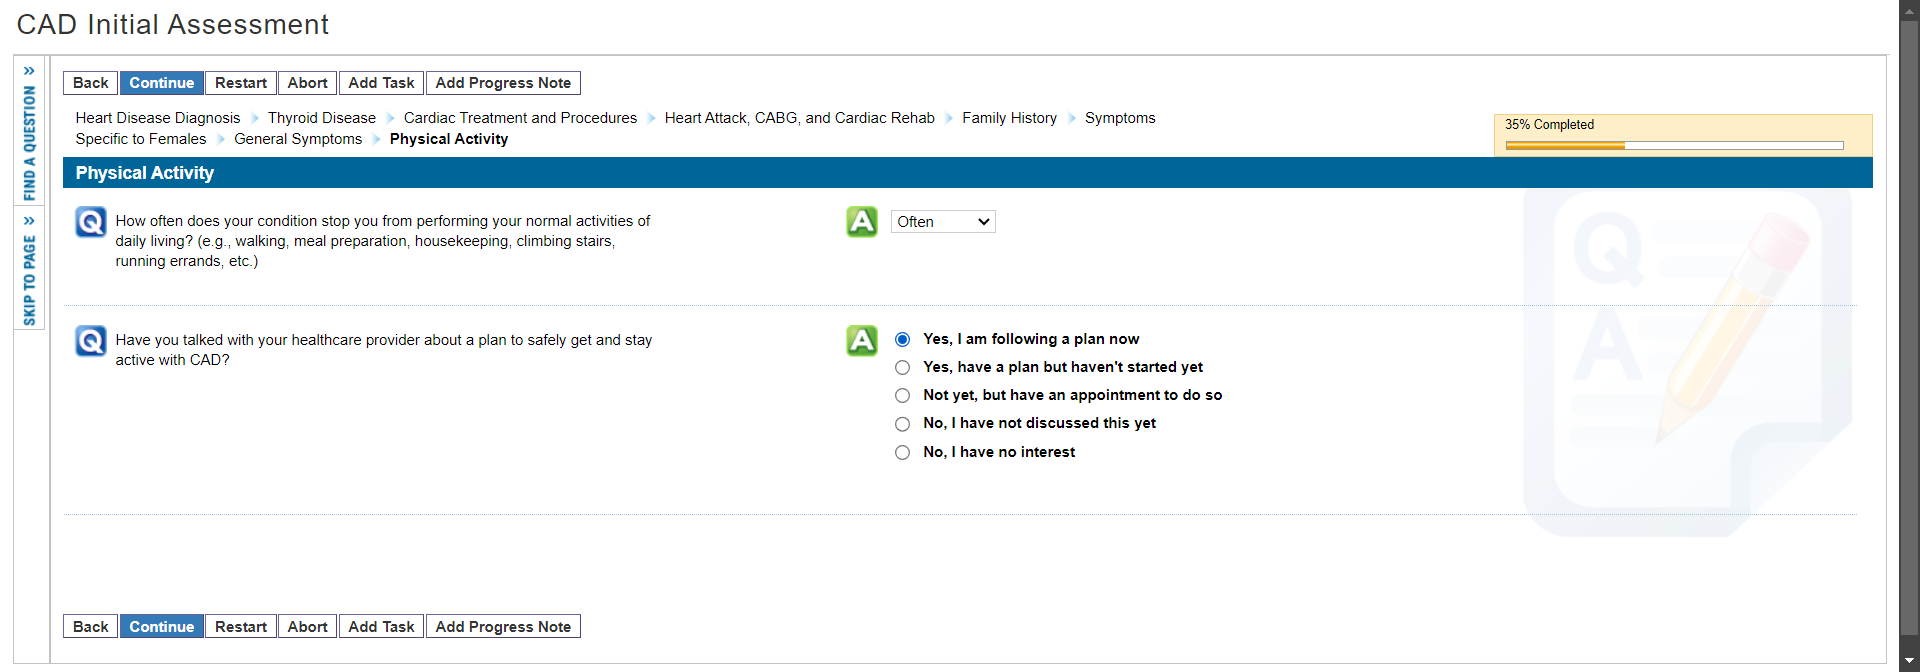 CAD Initial Assessment
Back Continue Restart Abort Add Task Add Progress Note
Heart Disease Diagnosis Thyroid Disease Cardiac Treatment and Procedures Heart Attack, CABG, and Cardiac Rehab Family History Symptoms
Specific to Females General Symptoms Physical Activity
35% Completed
FIND A QUESTION
SKIP TO PAGE
Physical Activity
Q How often does your condition stop you from performing your normal activities of
daily living? (e.g., walking, meal preparation, housekeeping, climbing stairs,
running errands, etc.)
A Often
Q Have you talked with your healthcare provider about a plan to safely get and stay
active with CAD?
A Yes, I am following a plan now
Yes, have a plan but haven't started yet
Not yet, but have an appointment to do so
No, I have not discussed this yet
No, I have no interest
Q
A
Back Continue Restart Abort Add Task Add Progress Note